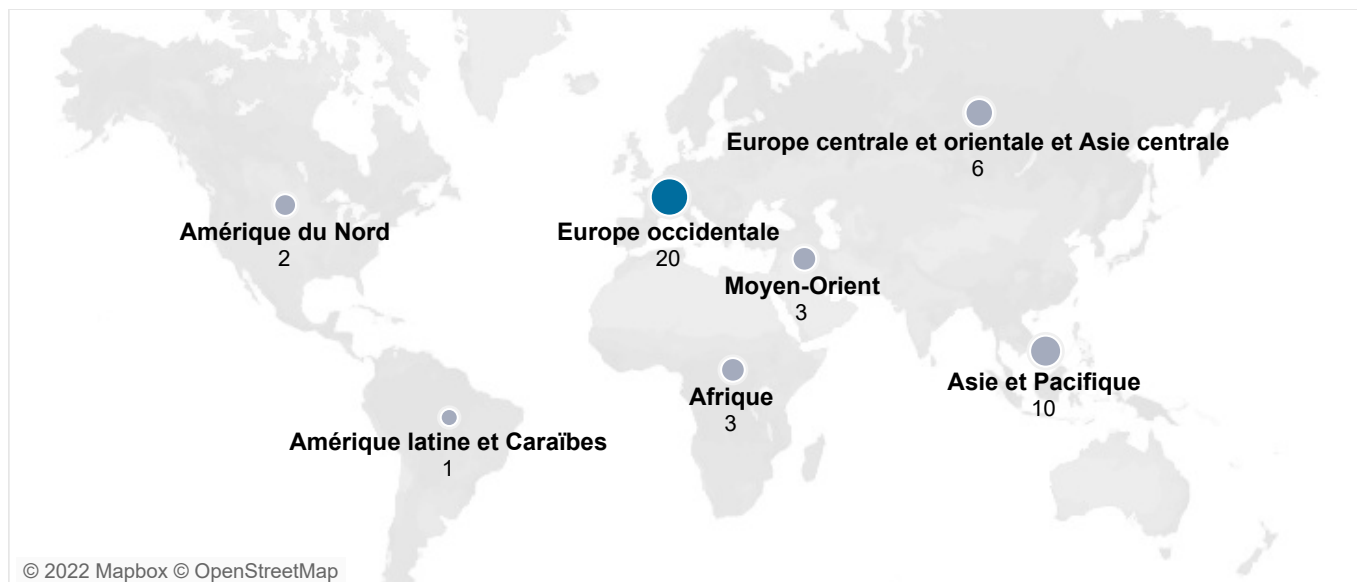 Europe centrale et orientale et Asie centrale
6
Amérique du Nord
2
Europe occidentale
20
Moyen-Orient
3
Asie et Pacifique
10
Afrique
3
Amérique latine et Caraïbes
1
© 2022 Mapbox © OpenStreetMap